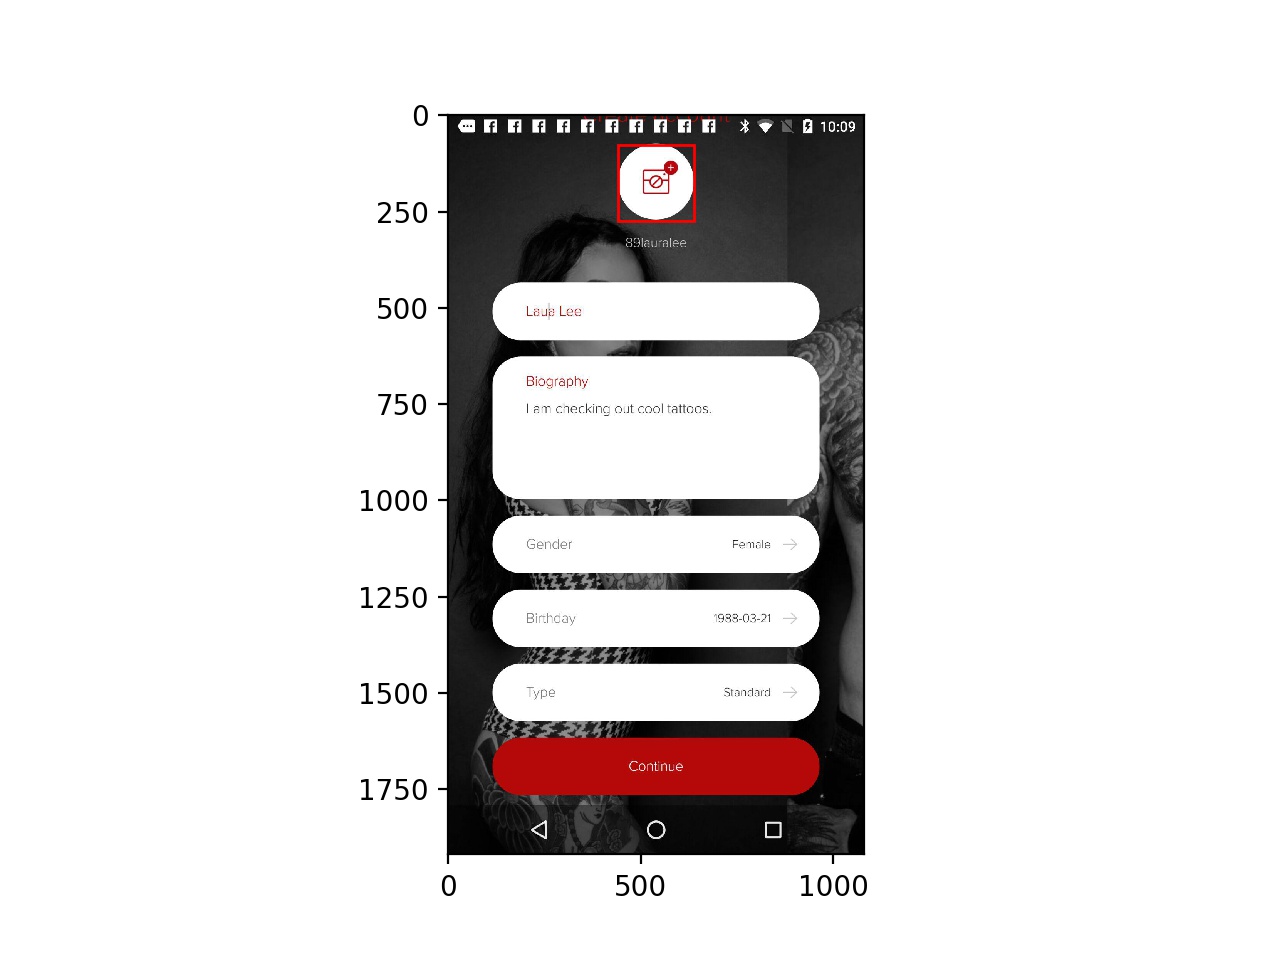 0
250
500
750
1000
1250
1500
1750
10:09
89lauralee
Lee
Biography
I am checking out cool tattoos.
Gender
Female
Birthday
1988-03-21
Type
Standard
Continue
0
500
1000